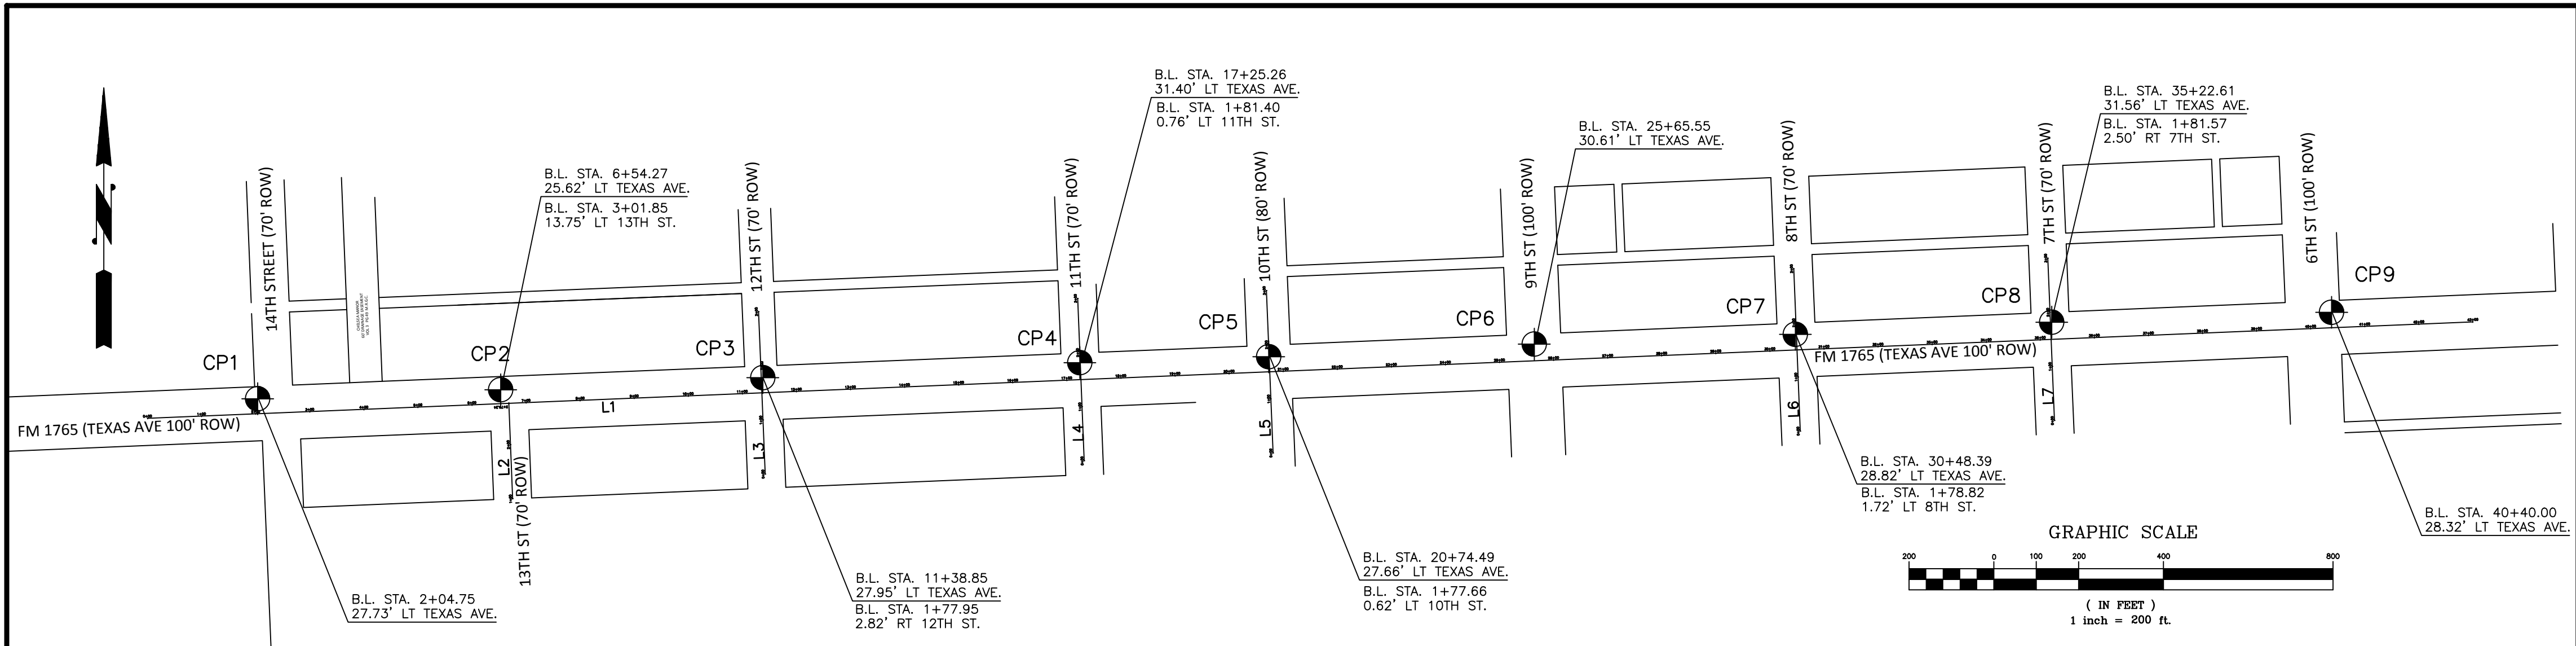 B.L. STA. 17+25.26
31.40' LT TEXAS AVE.
B.L. STA. 1+81.40
0.76' LT 11TH ST.
B.L. STA. 35+22.61
31.56' LT TEXAS AVE.
B.L. STA. 1+81.57
2.50' RT 7TH ST.
B.L. STA. 25+65.55
30.61' LT TEXAS AVE.
B.L. STA. 6+54.27
25.62' LT TEXAS AVE.
B.L. STA. 3+01.85
13.75' LT 13TH ST.
14TH STREET (70' ROW)
12TH ST (70' ROW)
11TH ST (70' ROW)
10TH ST (80' ROW)
9TH ST (100' ROW)
8TH ST (70' ROW)
7TH ST (70' ROW)
6TH ST (100' ROW)
N
CP1
CP2
CP3
CP4
CP5
CP6
CP7
CP8
CP9
FM 1765 (TEXAS AVE 100' ROW)
FM 1765 (TEXAS AVE 100' ROW)
L1
L2
L3
L4
L5
L6
L7
13TH ST (70' ROW)
B.L. STA. 2+04.75
27.73' LT TEXAS AVE.
B.L. STA. 11+38.85
27.95' LT TEXAS AVE.
B.L. STA. 1+77.95
2.82' RT 12TH ST.
B.L. STA. 20+74.49
27.66' LT TEXAS AVE.
B.L. STA. 1+77.66
0.62' LT 10TH ST.
B.L. STA. 30+48.39
28.82' LT TEXAS AVE.
B.L. STA. 1+78.82
1.72' LT 8TH ST.
B.L. STA. 40+40.00
28.32' LT TEXAS AVE.
GRAPHIC SCALE
200 0 100 200 400 800
( IN FEET )
1 inch = 200 ft.